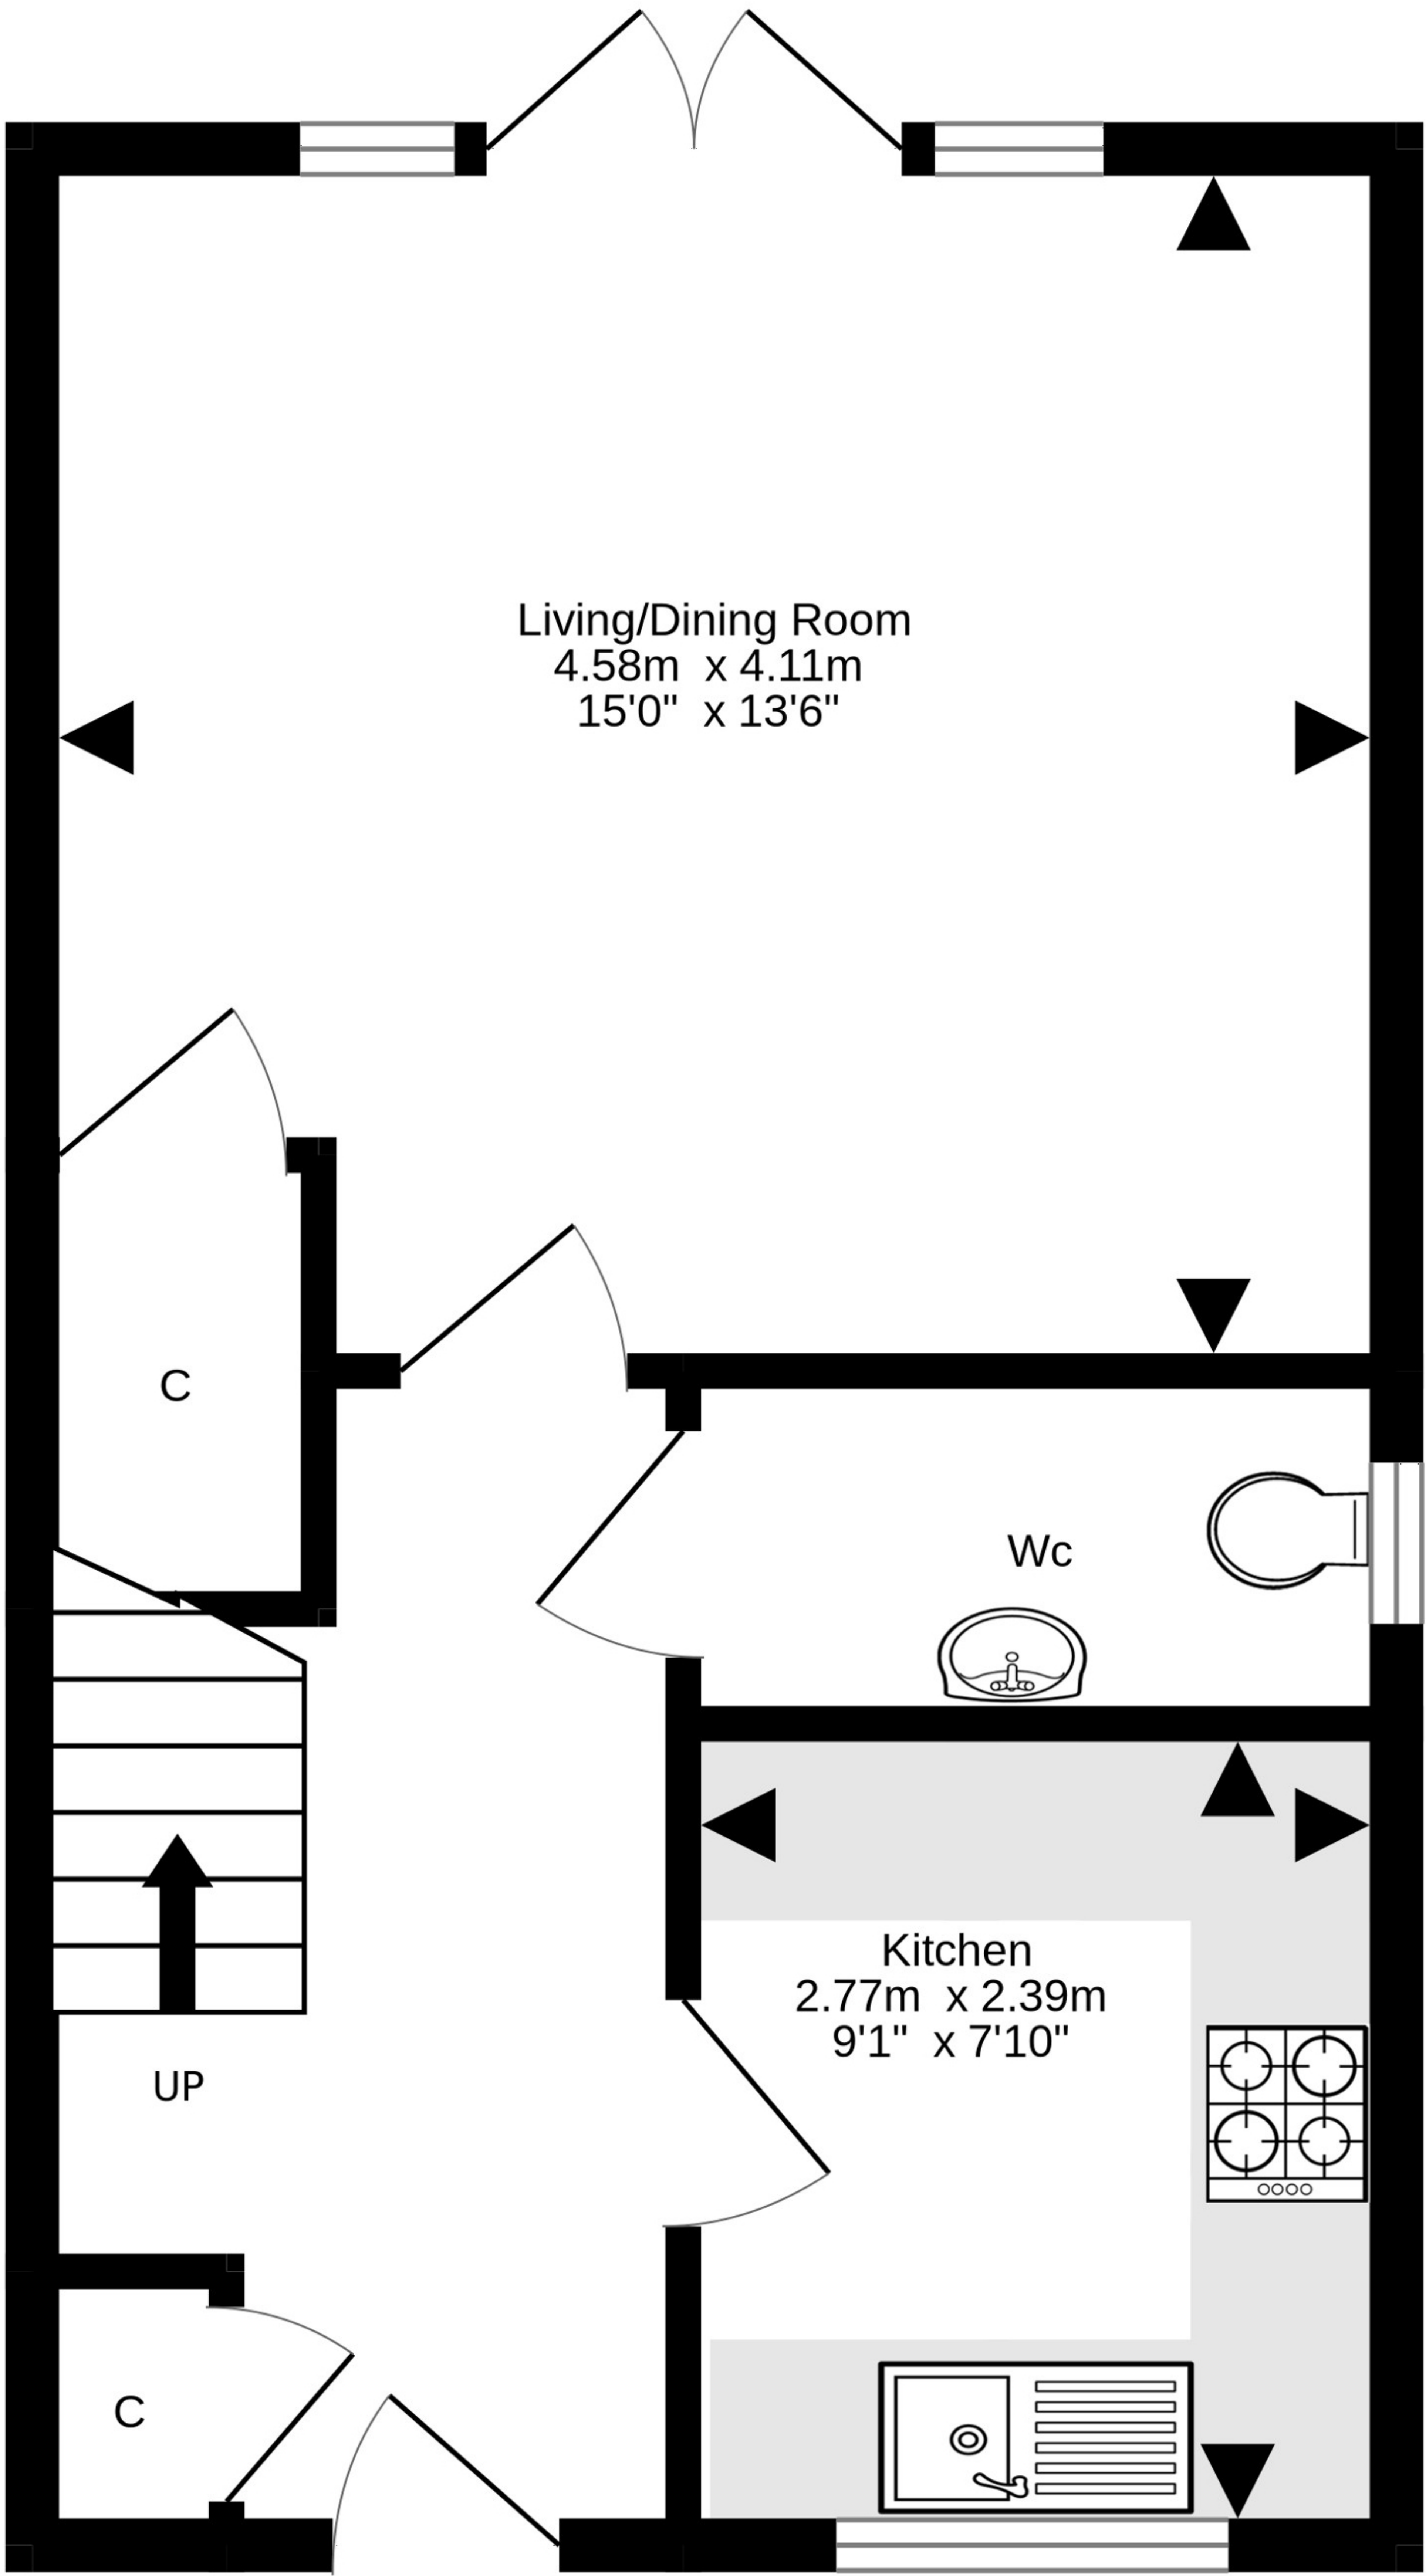 Living/Dining Room
4.58m x 4.11m
15'0" x 13'6"
C
Wc
Kitchen
2.77m x 2.39m
9'1" x 7'10"
UP
C